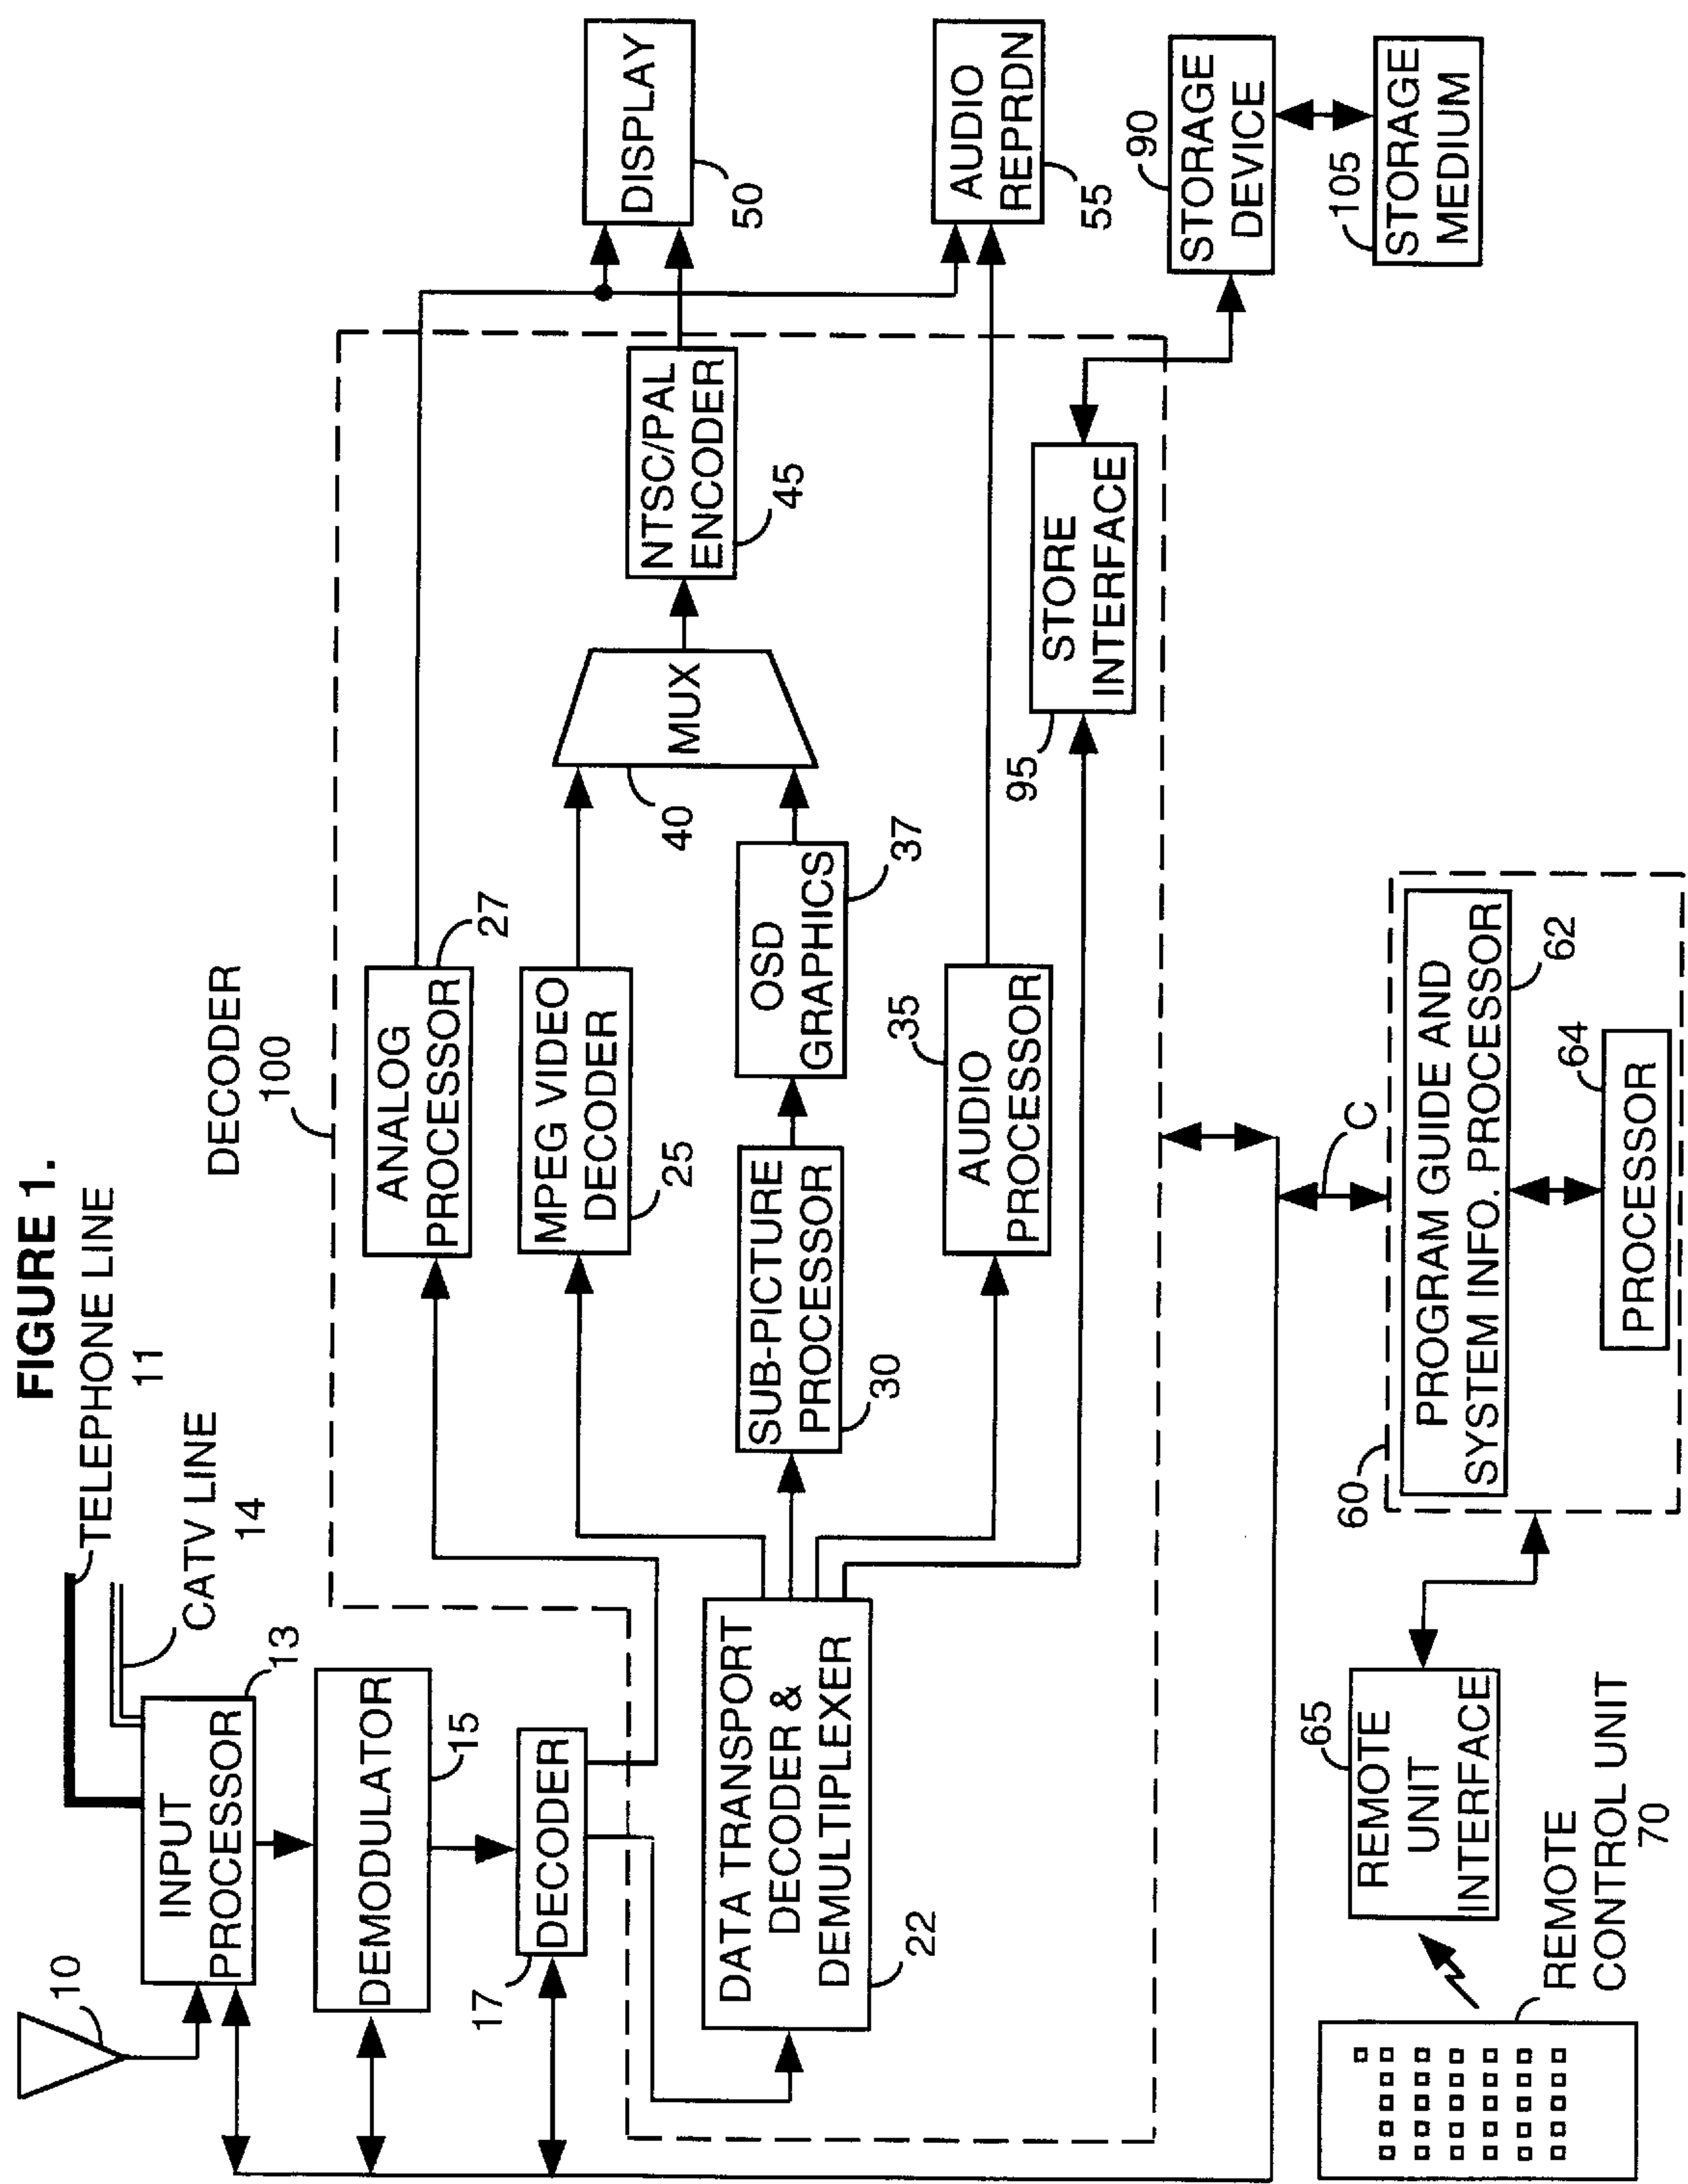 FIGURE 1.
TELEPHONE LINE
11
CATV LINE
14
10
INPUT
PROCESSOR
13
DEMODULATOR
15
17
DECODER
DECODER
100
ANALOG
PROCESSOR
27
MPEG VIDEO
DECODER
25
DATA TRANSPORT
DECODER &
DEMULTIPLEXER
22
SUB-PICTURE
PROCESSOR
30
OSD
GRAPHICS
37
MUX
40
NTSC/PAL
ENCODER
45
DISPLAY
50
AUDIO
PROCESSOR
35
AUDIO
REPRDN
55
STORE
INTERFACE
95
90
STORAGE
DEVICE
105
STORAGE
MEDIUM
C
60
PROGRAM GUIDE AND
SYSTEM INFO. PROCESSOR
62
64
PROCESSOR
65
REMOTE
UNIT
INTERFACE
REMOTE
CONTROL UNIT
70